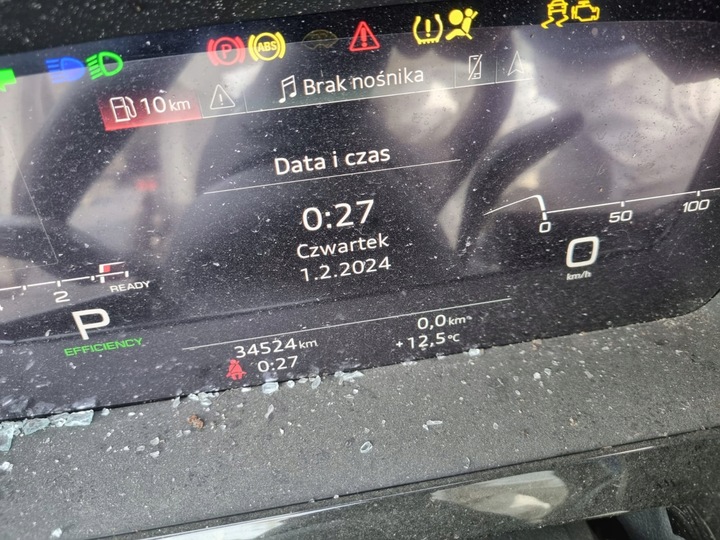 P ABS
10 km Brak nośnika
Data i czas
0:27
Czwartek
1.2.2024
0 50 100
0
km/h
2 READY
P
EFFICIENCY
34524 km 0,0 km
0:27 +12,5 °C